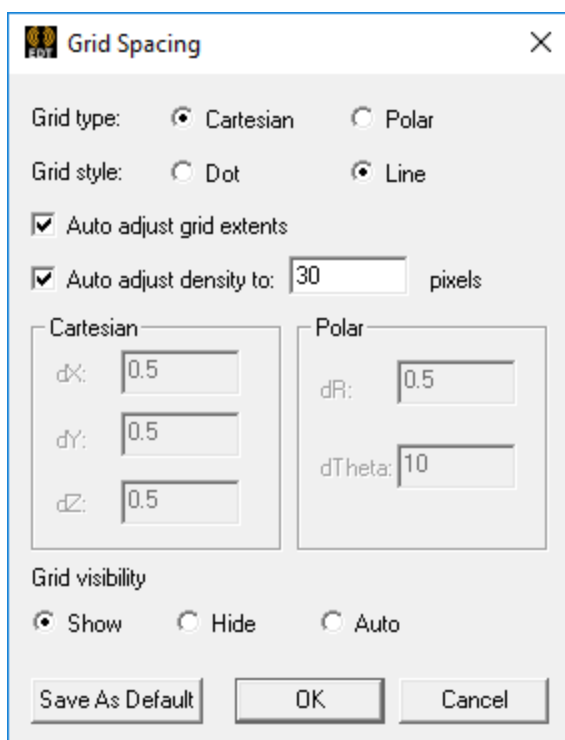 EDT Grid Spacing
Grid type: Cartesian Polar
Grid style: Dot Line
Auto adjust grid extents
Auto adjust density to: 30 pixels
Cartesian Polar
dX: 0.5
dR: 0.5
dY: 0.5
dTheta: 10
dZ: 0.5
Grid visibility
Show Hide Auto
Save As Default OK Cancel